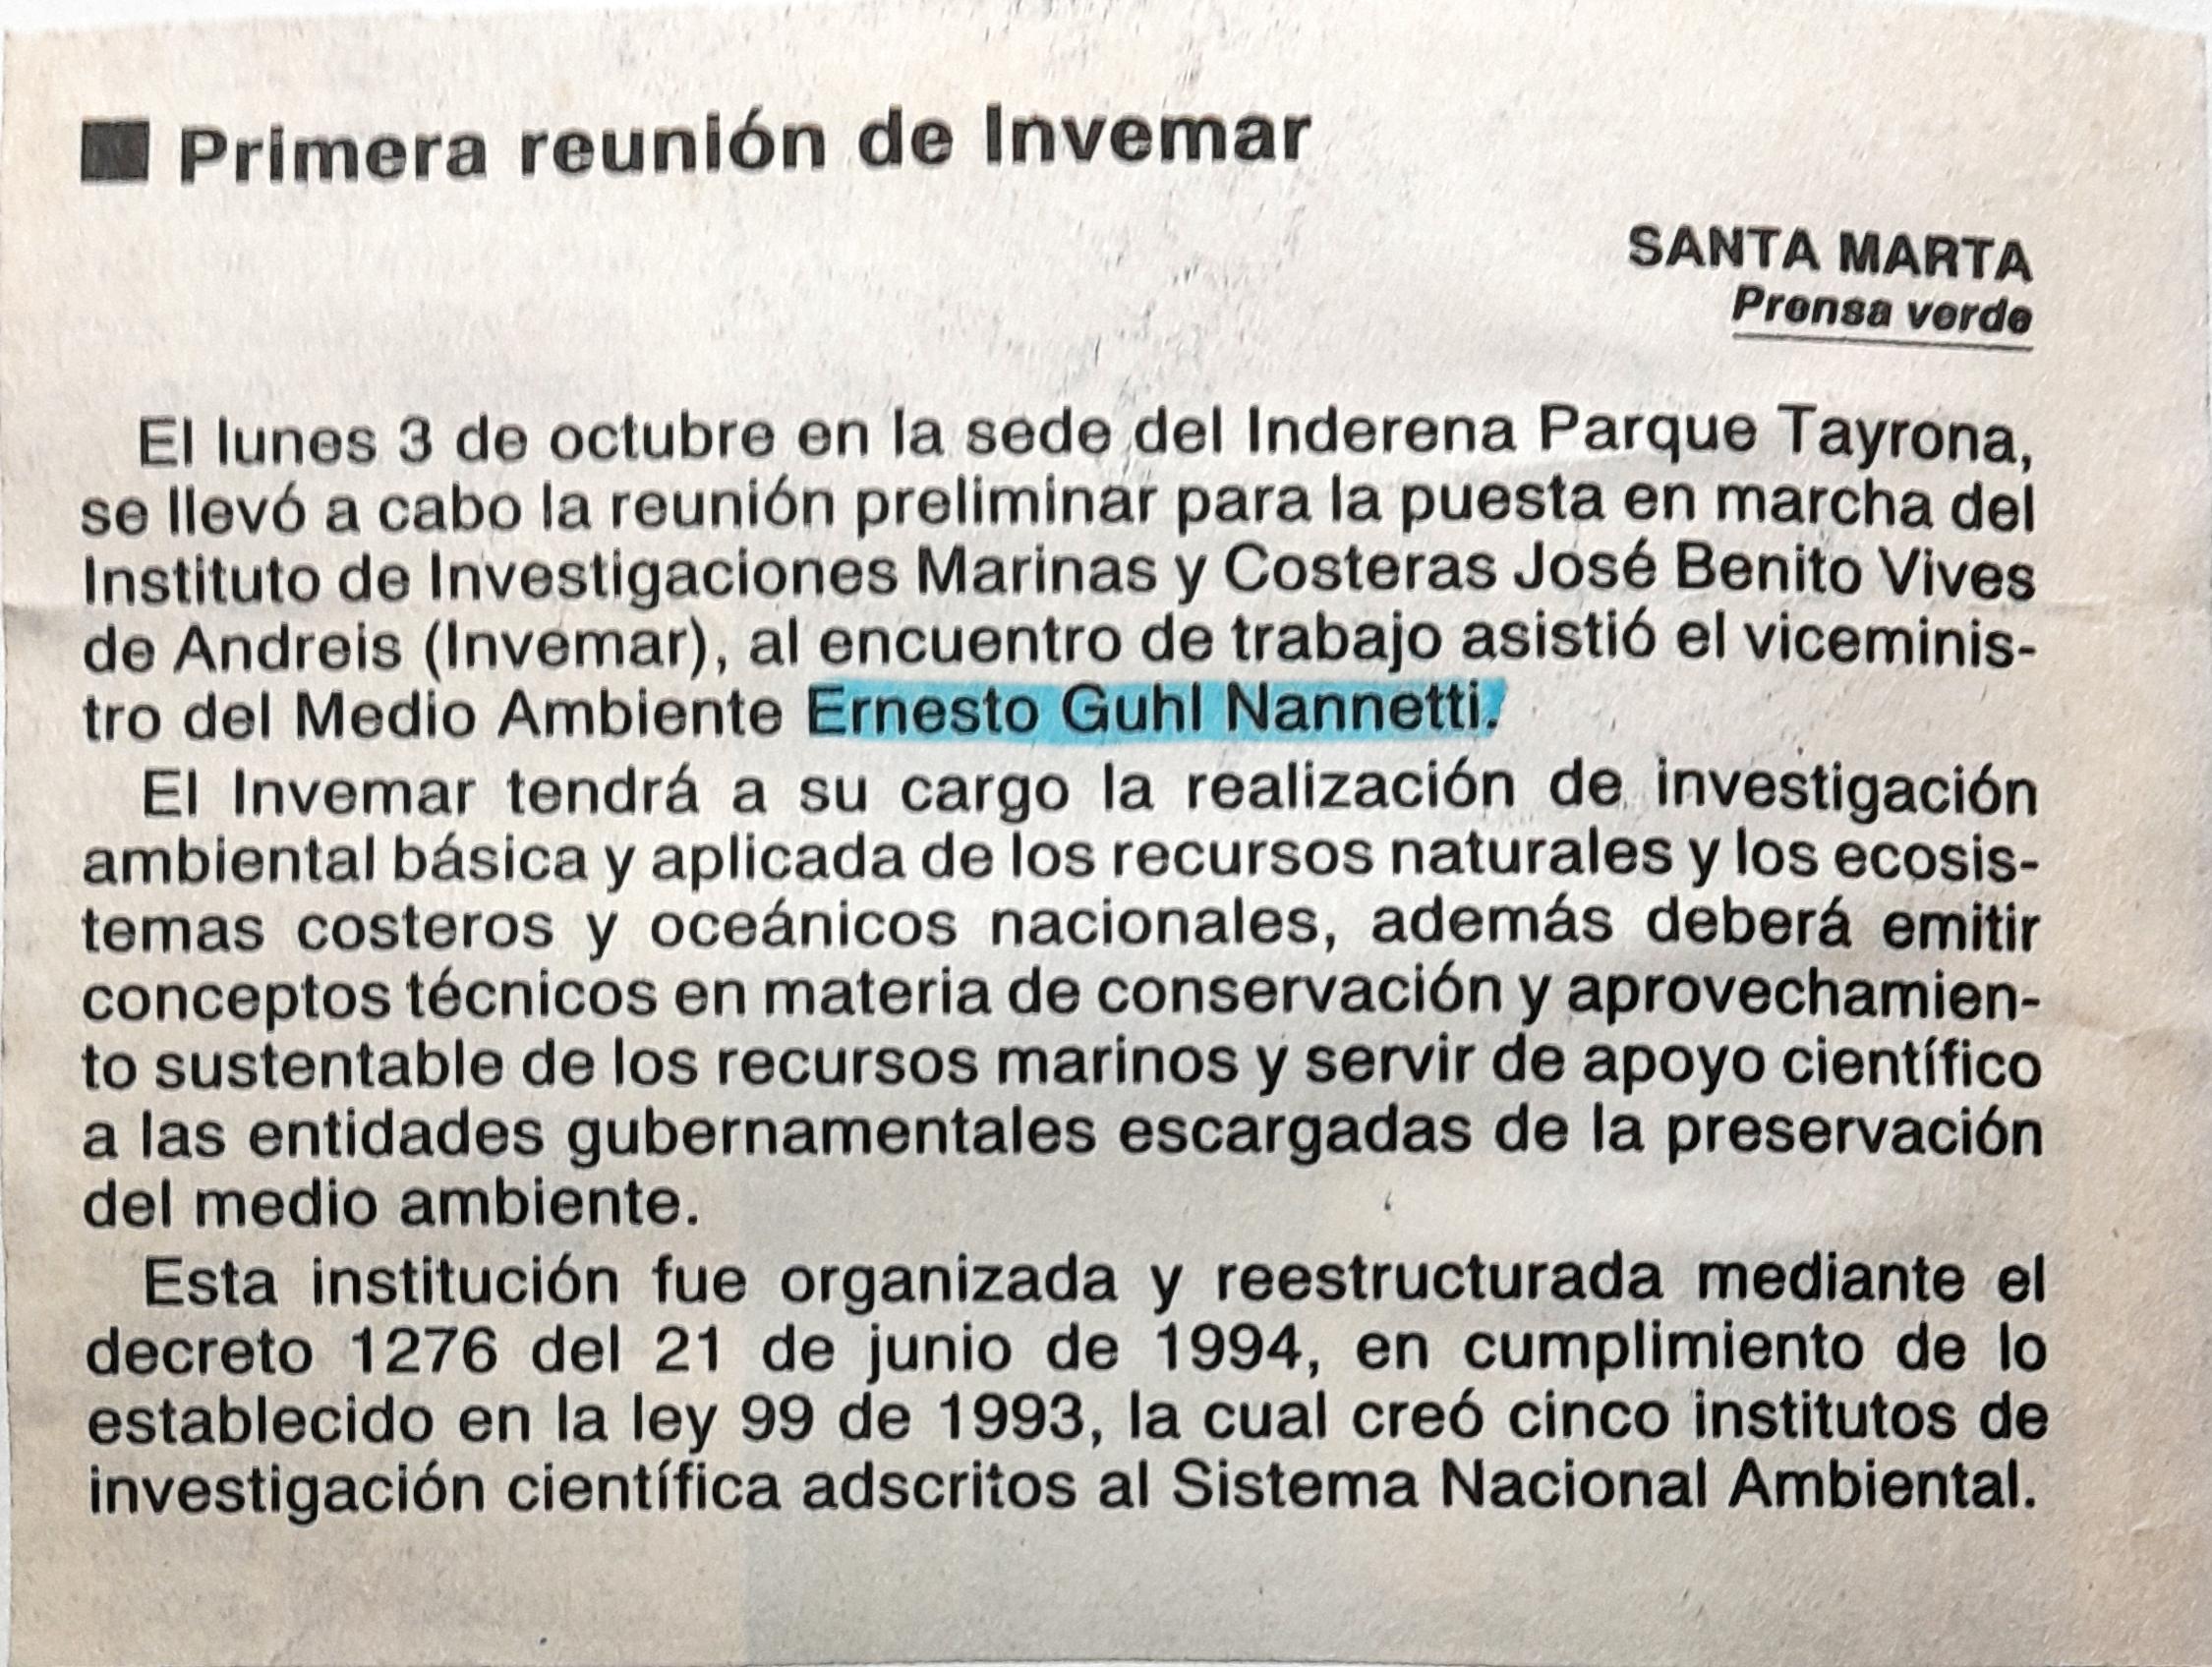 Primera reunión de Invemar
SANTA MARTA
Prensa verde
El lunes 3 de octubre en la sede del Inderena Parque Tayrona,
se llevó a cabo la reunión preliminar para la puesta en marcha del
Instituto de Investigaciones Marinas y Costeras José Benito Vives
de Andreis (Invemar), al encuentro de trabajo asistió el viceminis-
tro del Medio Ambiente Ernesto Guhl Nannetti.
El Invemar tendrá a su cargo la realización de investigación
ambiental básica y aplicada de los recursos naturales y los ecosis-
temas costeros y oceánicos nacionales, además deberá emitir
conceptos técnicos en materia de conservación y aprovechamien-
to sustentable de los recursos marinos y servir de apoyo científico
a las entidades gubernamentales escargadas de la preservación
del medio ambiente.
Esta institución fue organizada y reestructurada mediante el
decreto 1276 del 21 de junio de 1994, en cumplimiento de lo
establecido en la ley 99 de 1993, la cual creó cinco institutos de
investigación científica adscritos al Sistema Nacional Ambiental.